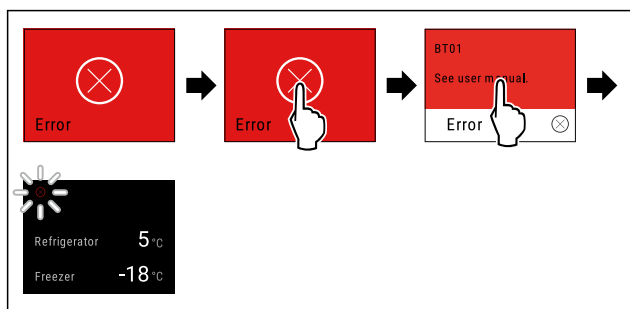 Error
Error
BT01
See user manual.
Error
Refrigerator 5 °C
Freezer -18 °C